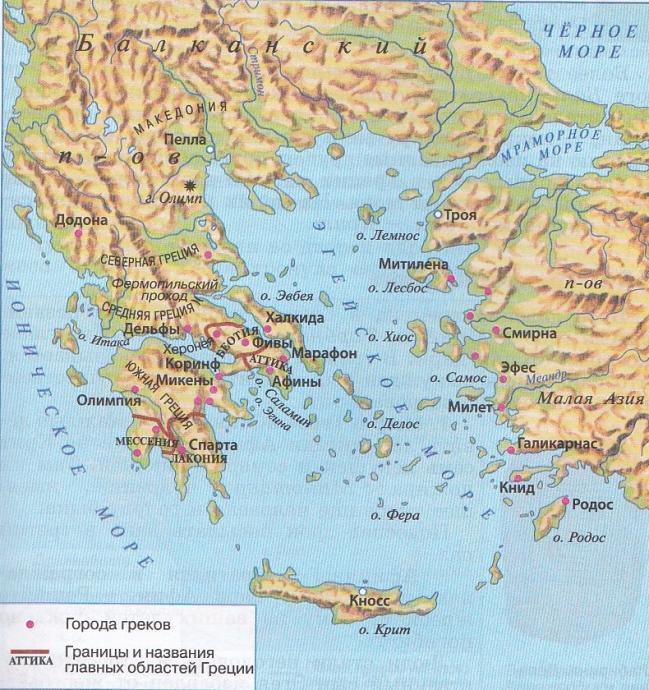 ЧЁРНОЕ
МОРЕ
Балканский
п-ов
Стримон
МАКЕДОНИЯ
Пелла
МРАМОРНОЕ
МОРЕ
г. Олимп
Троя
Додона
о. Лемнос
СЕВЕРНАЯ ГРЕЦИЯ
Митилена
о. Лесбос
п-ов
Фермопильский
проход
о. Эвбея
СРЕДНЯЯ ГРЕЦИЯ
Халкида
Дельфы
о. Итака
Херонея
БЕОТИЯ
Фивы
о. Хиос
Смирна
Марафон
Коринф
АТТИКА
Микены
Афины
Эфес
о. Самос
Меандр
Олимпия
ЮЖНАЯ ГРЕЦИЯ
о. Саламин
о. Эгина
Милет
Малая Азия
о. Делос
МЕССЕНИЯ
Спарта
ЛАКОНИЯ
Галикарнас
Книд
Родос
о. Фера
о. Родос
ЭГЕЙСКОЕ МОРЕ
ИОНИЧЕСКОЕ МОРЕ
Кносс
о. Крит
Города греков
АТТИКА
Границы и названия
главных областей Греции